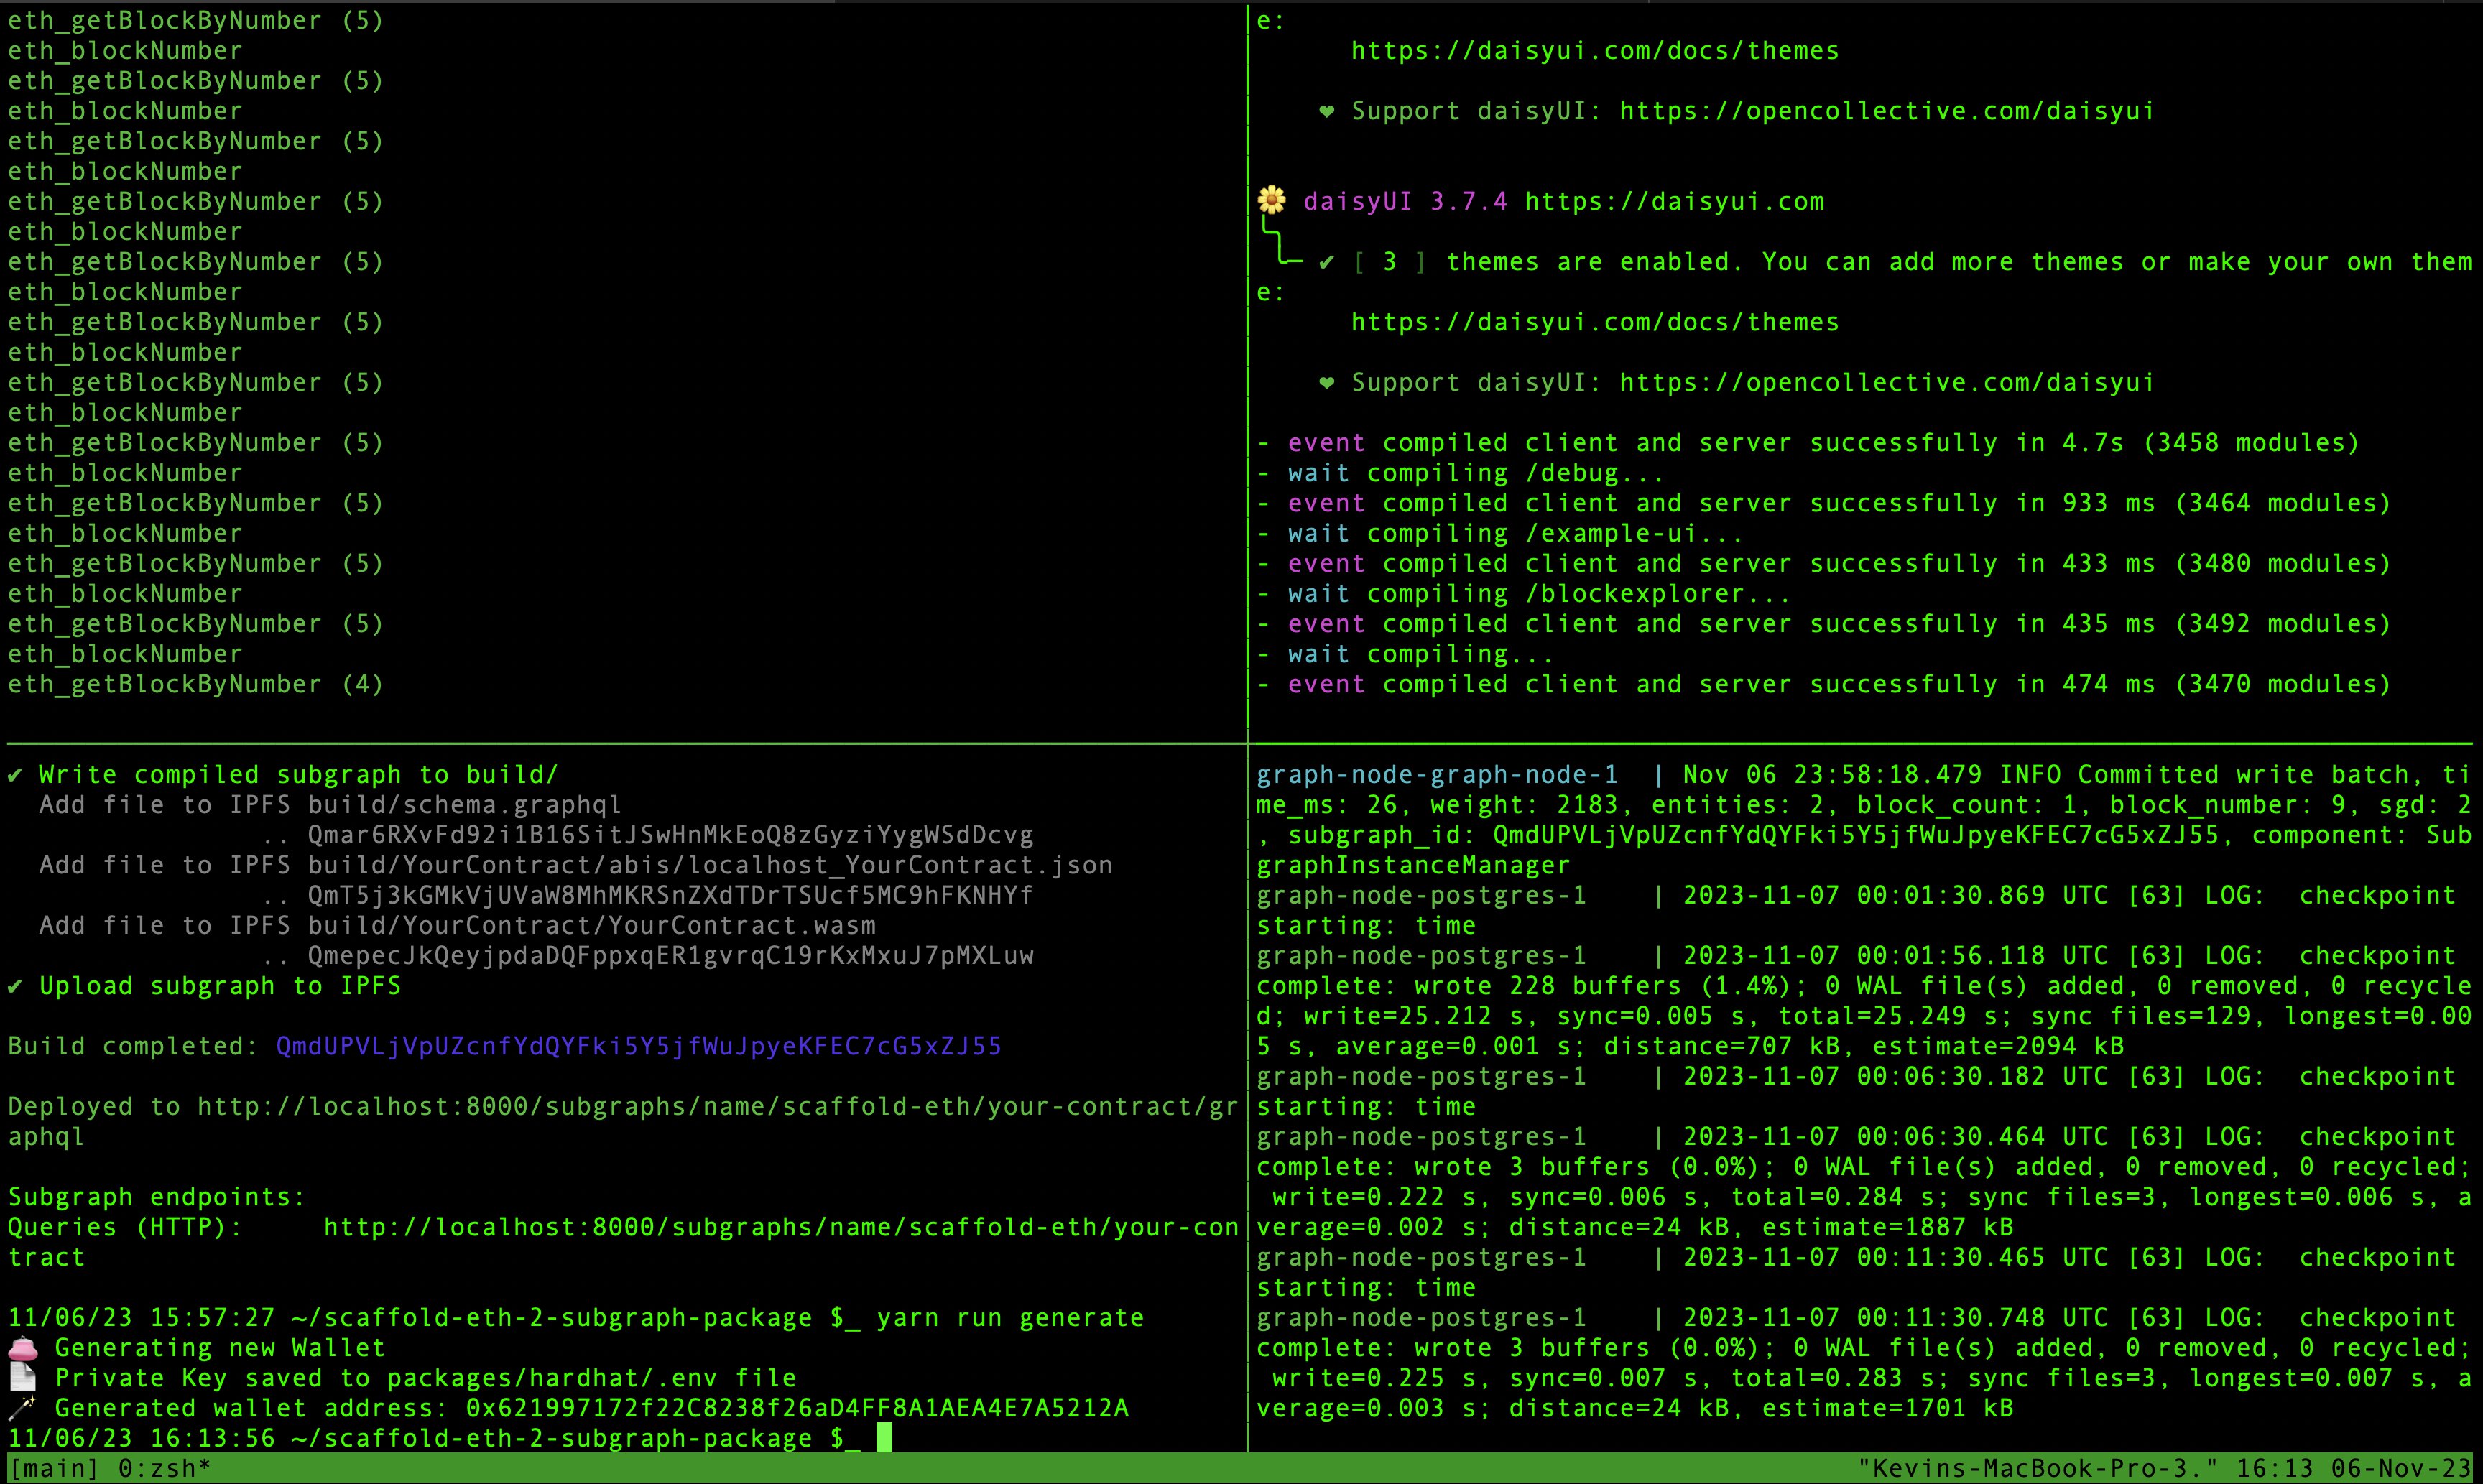 eth_getBlockByNumber (5)
eth_blockNumber
eth_getBlockByNumber (5)
eth_blockNumber
eth_getBlockByNumber (5)
eth_blockNumber
eth_getBlockByNumber (5)
eth_blockNumber
eth_getBlockByNumber (5)
eth_blockNumber
eth_getBlockByNumber (5)
eth_blockNumber
eth_getBlockByNumber (5)
eth_blockNumber
eth_getBlockByNumber (5)
eth_blockNumber
eth_getBlockByNumber (5)
eth_blockNumber
eth_getBlockByNumber (5)
eth_blockNumber
eth_getBlockByNumber (5)
eth_blockNumber
eth_getBlockByNumber (4)
e:
https://daisyui.com/docs/themes
❤ Support daisyUI: https://opencollective.com/daisyui
🌼 daisyUI 3.7.4 https://daisyui.com
✔ [ 3 ] themes are enabled. You can add more themes or make your own them
e:
https://daisyui.com/docs/themes
❤ Support daisyUI: https://opencollective.com/daisyui
- event compiled client and server successfully in 4.7s (3458 modules)
- wait compiling /debug...
- event compiled client and server successfully in 933 ms (3464 modules)
- wait compiling /example-ui...
- event compiled client and server successfully in 433 ms (3480 modules)
- wait compiling /blockexplorer...
- event compiled client and server successfully in 435 ms (3492 modules)
- wait compiling...
- event compiled client and server successfully in 474 ms (3470 modules)
✔ Write compiled subgraph to build/
Add file to IPFS build/schema.graphql
.. Qmar6RXvFd92i1B16SitJSwHnMkEoQ8zGyziYygWSdDcvg
Add file to IPFS build/YourContract/abis/localhost_YourContract.json
.. QmT5j3kGMkVjUVaW8MhMKRSnZXdTDrTSUcf5MC9hFKNHYf
Add file to IPFS build/YourContract/YourContract.wasm
.. QmepecJkQeyjpdaDQFppxqER1gvrqC19rKxMxuJ7pMXLuw
✔ Upload subgraph to IPFS
Build completed: QmdUPVLjVpUZcnfYdQYFki5Y5jfWuJpyeKFEC7cG5xZJ55
Deployed to http://localhost:8000/subgraphs/name/scaffold-eth/your-contract/gr
aphql
Subgraph endpoints:
Queries (HTTP):     http://localhost:8000/subgraphs/name/scaffold-eth/your-con
tract
11/06/23 15:57:27 ~/scaffold-eth-2-subgraph-package $_ yarn run generate
👛 Generating new Wallet
📄 Private Key saved to packages/hardhat/.env file
🪄 Generated wallet address: 0x621997172f22C8238f26aD4FF8A1AEA4E7A5212A
11/06/23 16:13:56 ~/scaffold-eth-2-subgraph-package $_
graph-node-graph-node-1  | Nov 06 23:58:18.479 INFO Committed write batch, ti
me_ms: 26, weight: 2183, entities: 2, block_count: 1, block_number: 9, sgd: 2
, subgraph_id: QmdUPVLjVpUZcnfYdQYFki5Y5jfWuJpyeKFEC7cG5xZJ55, component: Sub
graphInstanceManager
graph-node-postgres-1    | 2023-11-07 00:01:30.869 UTC [63] LOG:  checkpoint
starting: time
graph-node-postgres-1    | 2023-11-07 00:01:56.118 UTC [63] LOG:  checkpoint
complete: wrote 228 buffers (1.4%); 0 WAL file(s) added, 0 removed, 0 recycle
d; write=25.212 s, sync=0.005 s, total=25.249 s; sync files=129, longest=0.00
5 s, average=0.001 s; distance=707 kB, estimate=2094 kB
graph-node-postgres-1    | 2023-11-07 00:06:30.182 UTC [63] LOG:  checkpoint
starting: time
graph-node-postgres-1    | 2023-11-07 00:06:30.464 UTC [63] LOG:  checkpoint
complete: wrote 3 buffers (0.0%); 0 WAL file(s) added, 0 removed, 0 recycled;
write=0.222 s, sync=0.006 s, total=0.284 s; sync files=3, longest=0.006 s, a
verage=0.002 s; distance=24 kB, estimate=1887 kB
graph-node-postgres-1    | 2023-11-07 00:11:30.465 UTC [63] LOG:  checkpoint
starting: time
graph-node-postgres-1    | 2023-11-07 00:11:30.748 UTC [63] LOG:  checkpoint
complete: wrote 3 buffers (0.0%); 0 WAL file(s) added, 0 removed, 0 recycled;
write=0.225 s, sync=0.007 s, total=0.283 s; sync files=3, longest=0.007 s, a
verage=0.003 s; distance=24 kB, estimate=1701 kB
[main] 0:zsh*
"Kevins-MacBook-Pro-3." 16:13 06-Nov-23